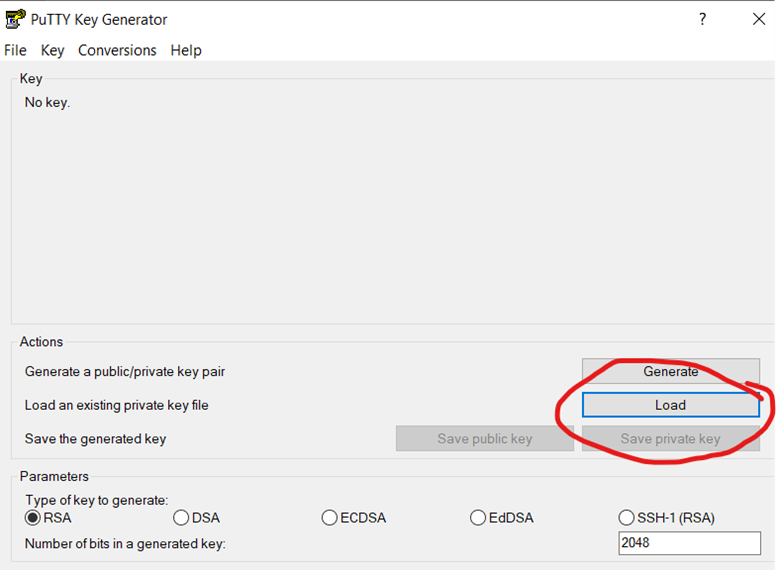 PuTTY Key Generator
?
File Key Conversions Help
Key
No key.
Actions
Generate a public/private key pair
Generate
Load an existing private key file
Load
Save the generated key
Save public key
Save private key
Parameters
Type of key to generate:
RSA DSA ECDSA EdDSA SSH-1 (RSA)
Number of bits in a generated key:
2048